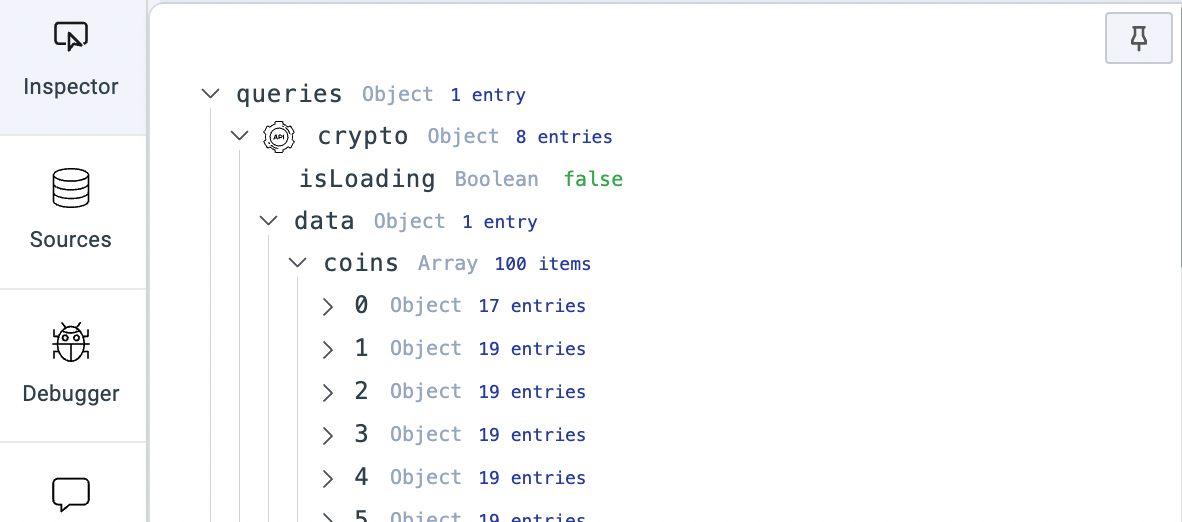 Inspector
Sources
Debugger
queries Object 1 entry
API crypto Object 8 entries
isLoading Boolean false
data Object 1 entry
coins Array 100 items
0 Object 17 entries
1 Object 19 entries
2 Object 19 entries
3 Object 19 entries
4 Object 19 entries
5 Object 19 entries